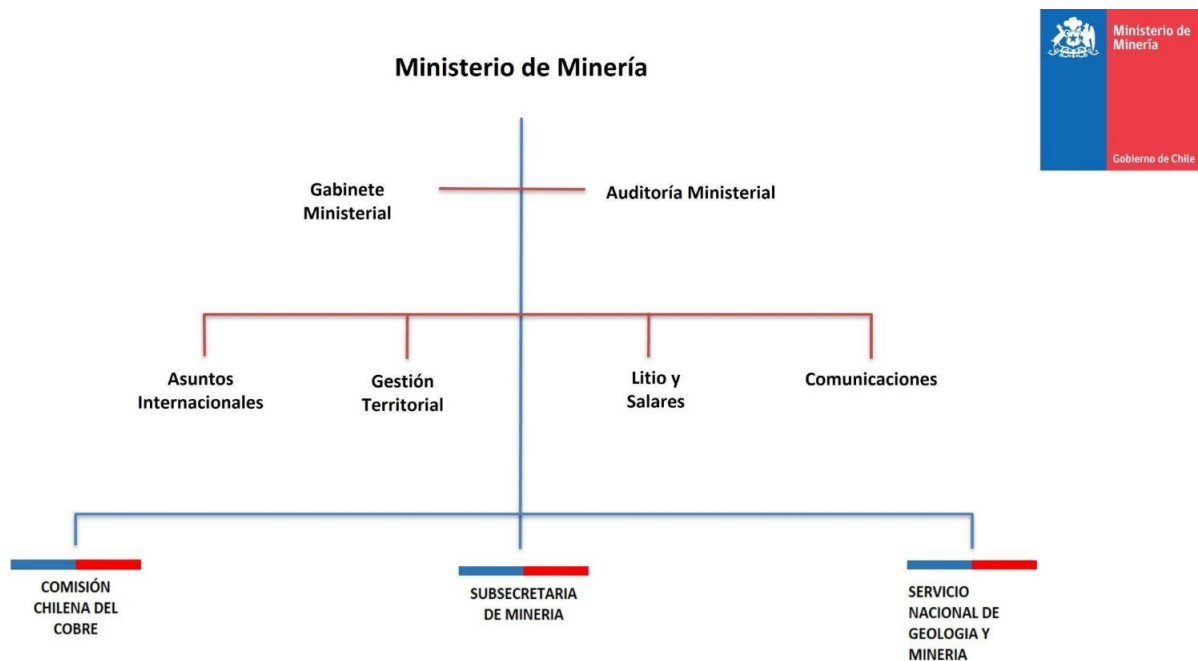 Ministerio de
Minería
Gobierno de Chile
Ministerio de Minería
Gabinete
Ministerial
Auditoría Ministerial
Asuntos
Internacionales
Gestión
Territorial
Litio y
Salares
Comunicaciones
COMISIÓN
CHILENA DEL
COBRE
SUBSECRETARIA
DE MINERIA
SERVICIO
NACIONAL DE
GEOLOGIA Y
MINERIA